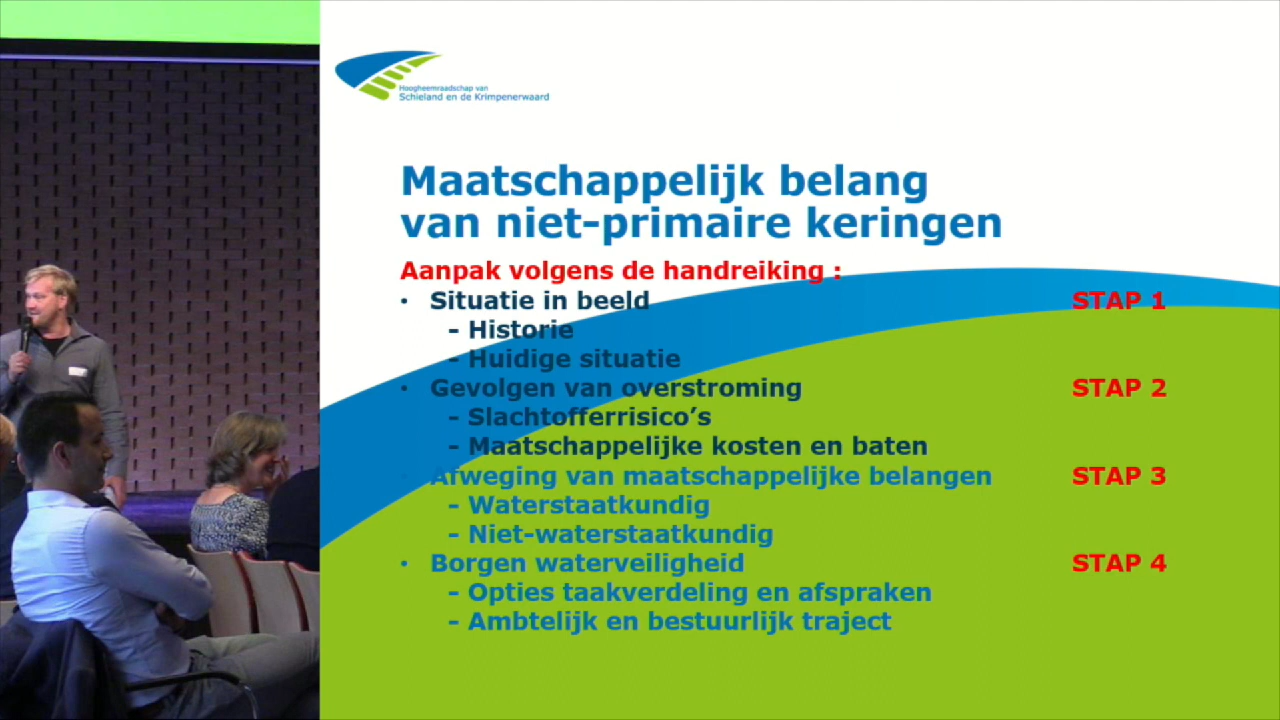 Hoogheemraadschap van
Schieland en de Krimpenerwaard
Maatschappelijk belang
van niet-primaire keringen
Aanpak volgens de handreiking :
• Situatie in beeld STAP 1
- Historie
- Huidige situatie
• Gevolgen van overstroming STAP 2
- Slachtofferrisico’s
- Maatschappelijke kosten en baten
• Afweging van maatschappelijke belangen STAP 3
- Waterstaatkundig
- Niet-waterstaatkundig
• Borgen waterveiligheid STAP 4
- Opties taakverdeling en afspraken
- Ambtelijk en bestuurlijk traject